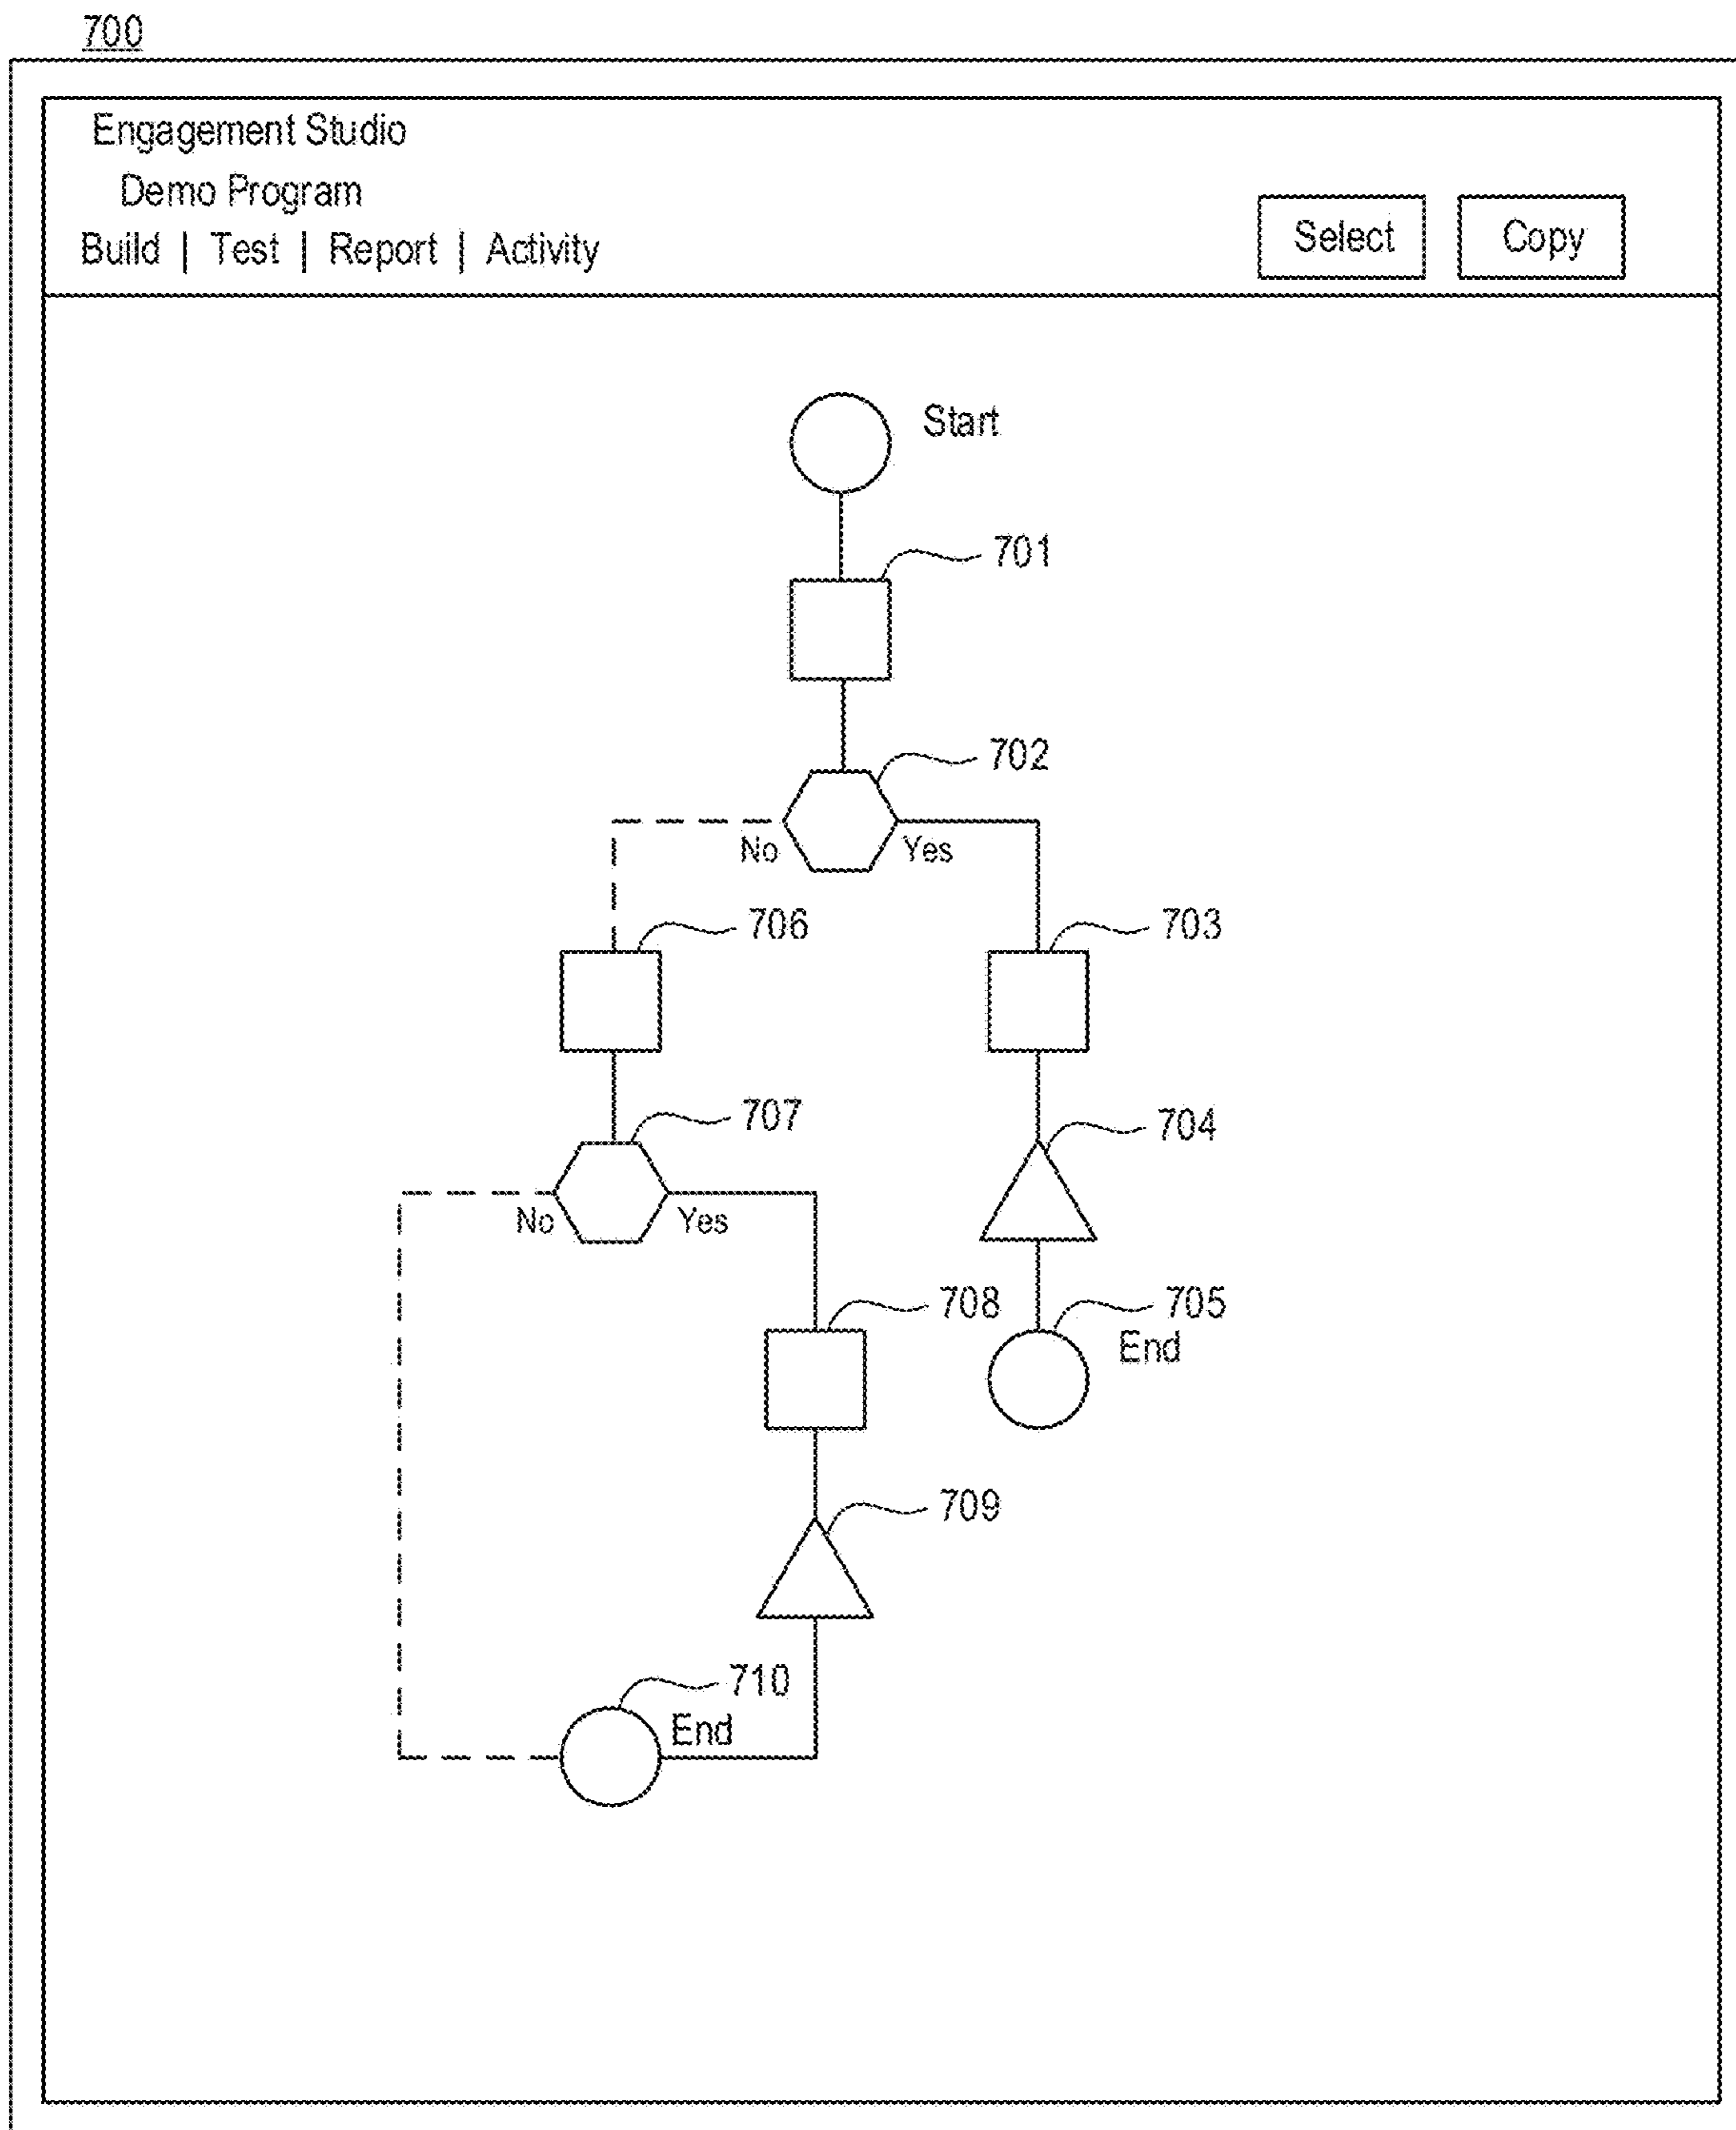 700
Engagement Studio
Demo Program
Build | Test | Report | Activity
Select
Copy
Start
701
702
No
Yes
706
703
707
704
No
Yes
708
705
End
709
710
End